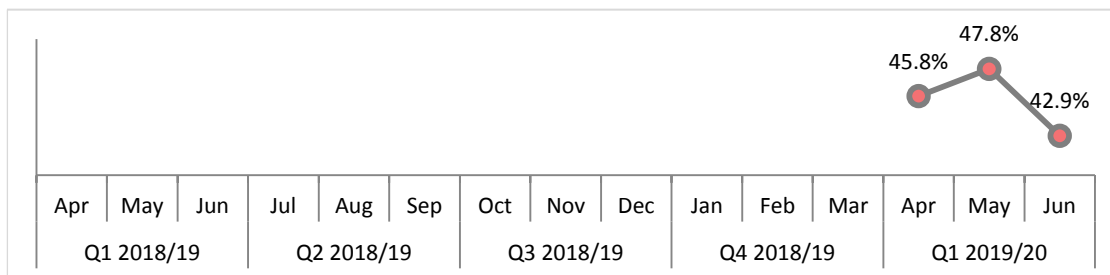 47.8%
45.8%
42.9%
Apr May Jun Jul Aug Sep Oct Nov Dec Jan Feb Mar Apr May Jun
Q1 2018/19 Q2 2018/19 Q3 2018/19 Q4 2018/19 Q1 2019/20